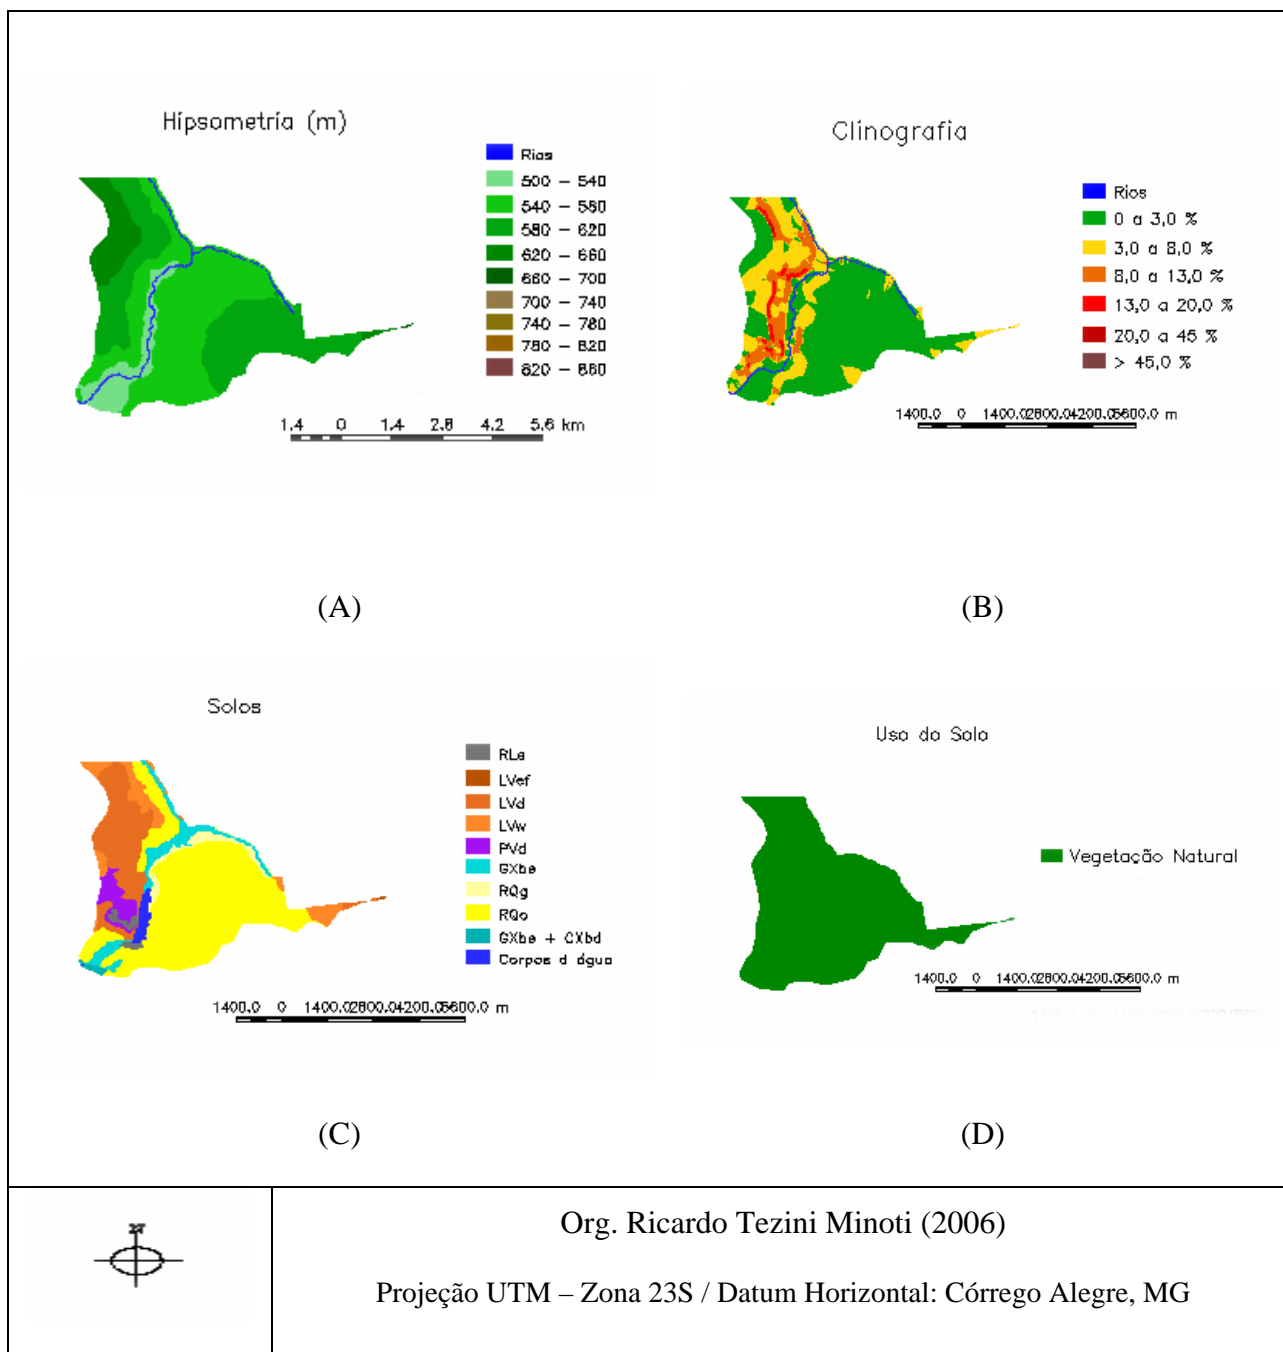 Hipsometria (m)
Rios
500 – 540
540 – 580
580 – 620
620 – 660
660 – 700
700 – 740
740 – 780
780 – 820
820 – 860
1.4 0 1.4 2.8 4.2 5.6 km
(A)
Clinografia
Rios
0 a 3,0 %
3,0 a 8,0 %
8,0 a 13,0 %
13,0 a 20,0 %
20,0 a 45 %
> 45,0 %
1400.0 0 1400.02800.04200.05600.0 m
(B)
Solos
RLe
LVef
LVd
LVw
PVd
GXbe
RQg
RQo
GXbe + CXbd
Corpos d água
1400.0 0 1400.02800.04200.05600.0 m
(C)
Uso do Solo
Vegetação Natural
1400.0 0 1400.02800.04200.05600.0 m
(D)
Org. Ricardo Tezini Minoti (2006)
Projeção UTM – Zona 23S / Datum Horizontal: Córrego Alegre, MG